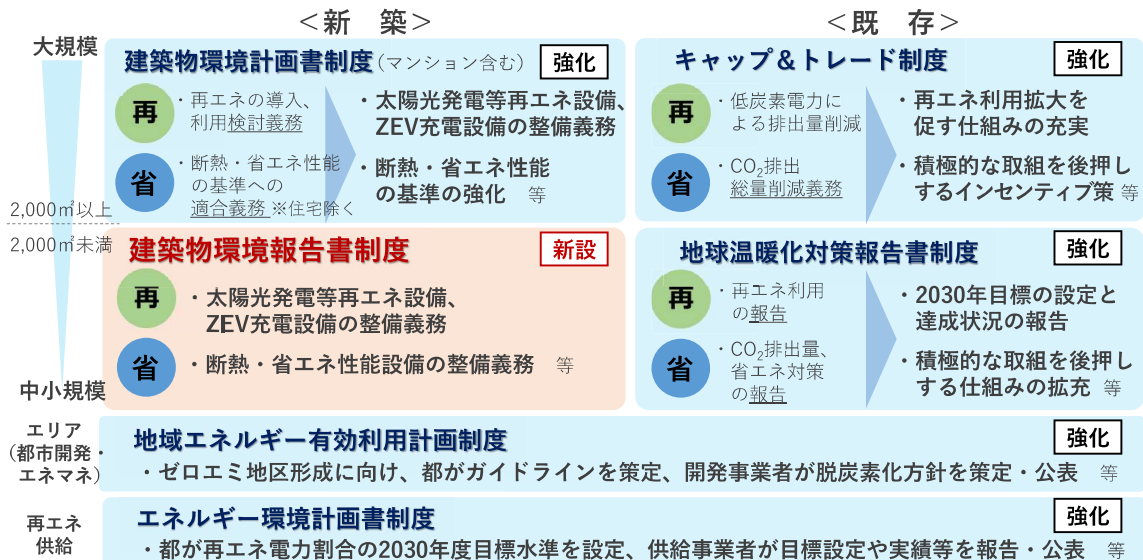 ＜新 築＞
＜既 存＞
大規模
建築物環境計画書制度(マンション含む)
強化
再
・再エネの導入、
利用検討義務
・太陽光発電等再エネ設備、
ZEV充電設備の整備義務
省
・断熱・省エネ性能
の基準への
適合義務 ※住宅除く
・断熱・省エネ性能
の基準の強化 等
キャップ＆トレード制度
強化
再
・低炭素電力に
よる排出量削減
・再エネ利用拡大を
促す仕組みの充実
省
・CO₂排出
総量削減義務
・積極的な取組を後押し
するインセンティブ策 等
2,000㎡以上
2,000㎡未満
建築物環境報告書制度
新設
再
・太陽光発電等再エネ設備、
ZEV充電設備の整備義務
省
・断熱・省エネ性能設備の整備義務 等
地球温暖化対策報告書制度
強化
再
・再エネ利用
の報告
・2030年目標の設定と
達成状況の報告
省
・CO₂排出量、
省エネ対策
の報告
・積極的な取組を後押し
する仕組みの拡充 等
中小規模
エリア
(都市開発・
エネマネ)
地域エネルギー有効利用計画制度
強化
・ゼロエミ地区形成に向け、都がガイドラインを策定、開発事業者が脱炭素化方針を策定・公表 等
再エネ
供給
エネルギー環境計画書制度
強化
・都が再エネ電力割合の2030年度目標水準を設定、供給事業者が目標設定や実績等を報告・公表 等